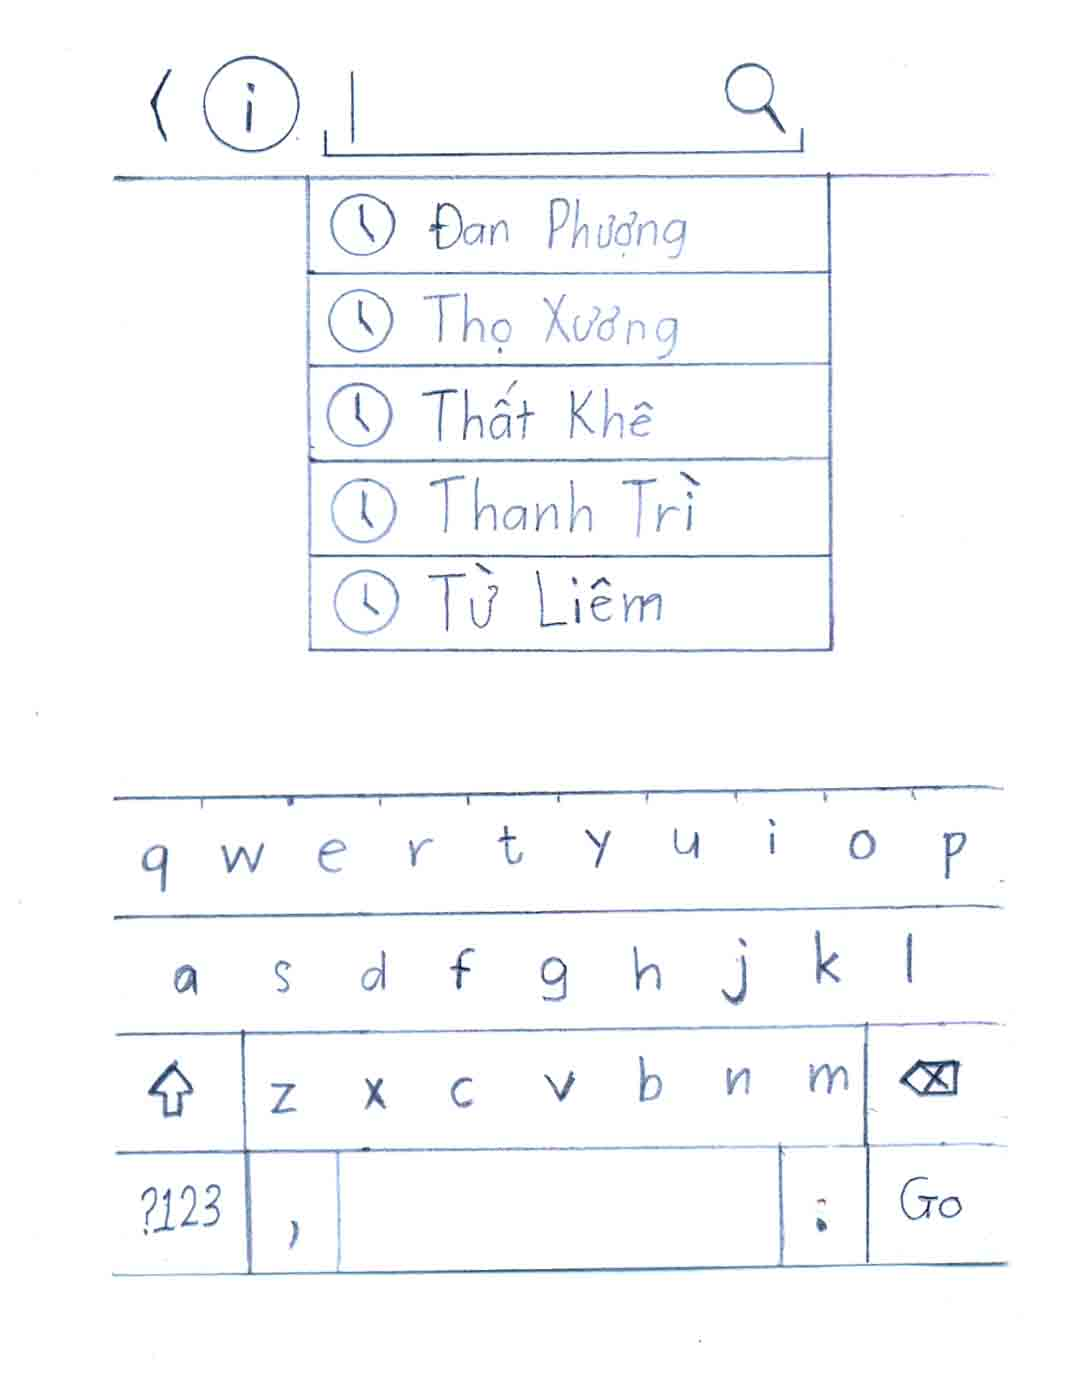 i
Đan Phượng
Thọ Xương
Thất Khê
Thanh Trì
Từ Liêm
q w e r t y u i o p
a s d f g h j k l
z x c v b n m
?123 , : Go